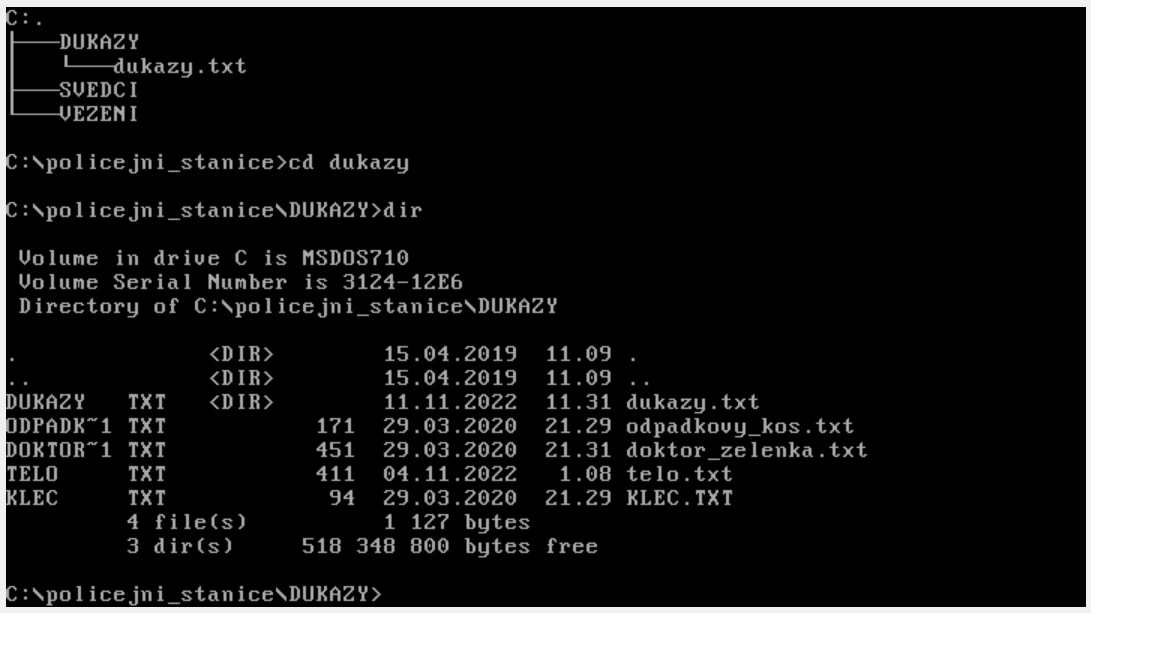 C:.
├───DUKAZY
│   └───dukazy.txt
├───SVEDCI
└───VEZENI
C:\policejni_stanice>cd dukazy
C:\policejni_stanice\DUKAZY>dir
Volume in drive C is MSDOS710
Volume Serial Number is 3124-12E6
Directory of C:\policejni_stanice\DUKAZY
. <DIR> 15.04.2019 11.09 .
.. <DIR> 15.04.2019 11.09 ..
DUKAZY TXT <DIR> 11.11.2022 11.31 dukazy.txt
ODPADK~1 TXT 171 29.03.2020 21.29 odpadkovy_kos.txt
DOKTOR~1 TXT 451 29.03.2020 21.31 doktor_zelenka.txt
TELO TXT 411 04.11.2022 1.08 telo.txt
KLEC TXT 94 29.03.2020 21.29 KLEC.TXT
4 file(s) 1 127 bytes
3 dir(s) 518 348 800 bytes free
C:\policejni_stanice\DUKAZY>